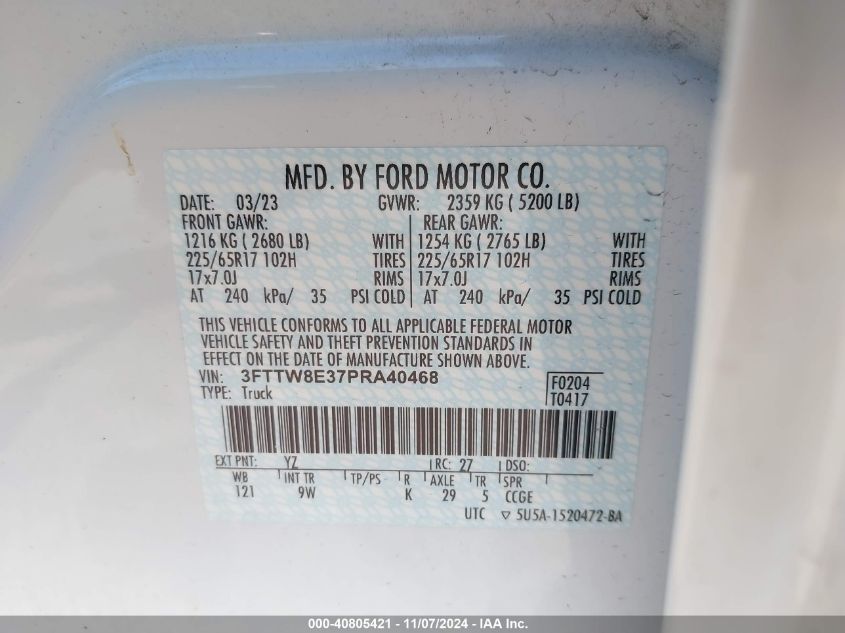 MFD. BY FORD MOTOR CO.
DATE: 03/23 GVWR: 2359 KG ( 5200 LB)
FRONT GAWR: REAR GAWR:
1216 KG ( 2680 LB) WITH 1254 KG ( 2765 LB) WITH
225/65R17 102H TIRES 225/65R17 102H TIRES
17x7.0J RIMS 17x7.0J RIMS
AT 240 kPa/ 35 PSI COLD AT 240 kPa/ 35 PSI COLD
THIS VEHICLE CONFORMS TO ALL APPLICABLE FEDERAL MOTOR
VEHICLE SAFETY AND THEFT PREVENTION STANDARDS IN
EFFECT ON THE DATE OF MANUFACTURE SHOWN ABOVE.
VIN: 3FTTW8E37PRA40468 F0204
TYPE: Truck T0417
EXT PNT: YZ RC: 27 DSO:
WB INT TR TP/PS R AXLE TR SPR
121 9W K 29 5 CCGE
UTC ▽ 5U5A-1520472-BA
000-40805421 - 11/07/2024 - IAAI.COM